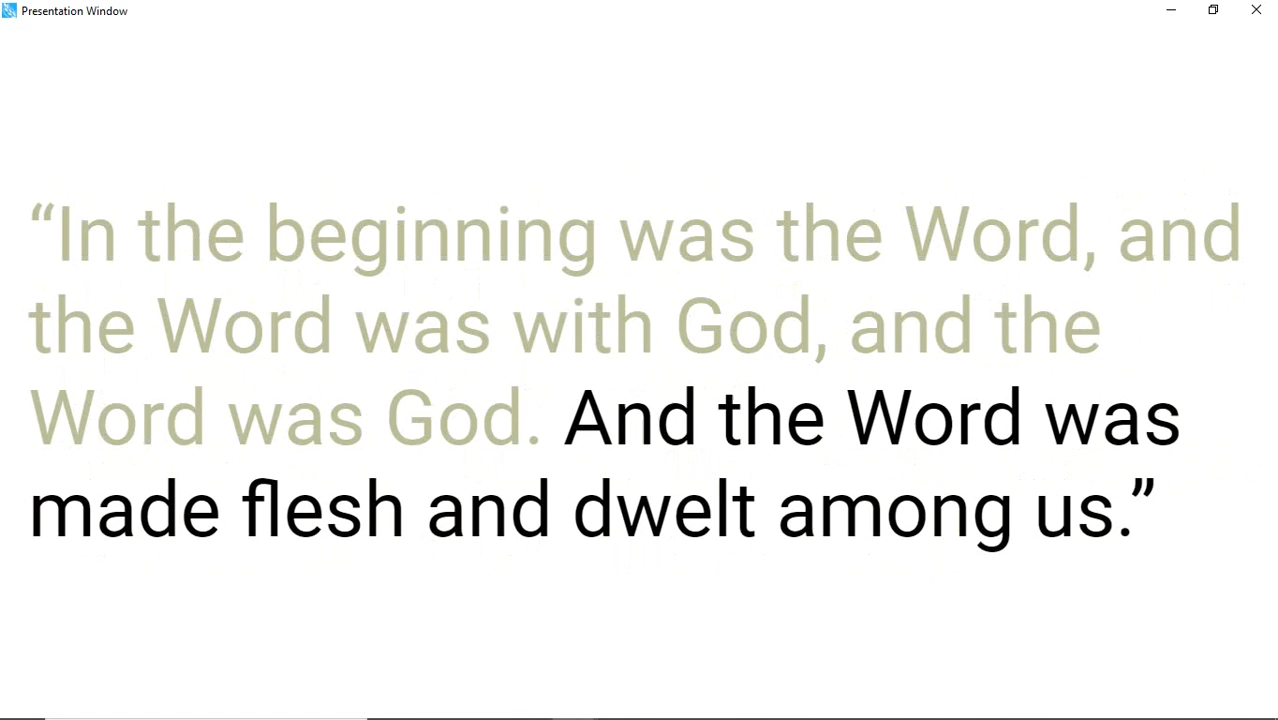 Presentation Window
“In the beginning was the Word, and
the Word was with God, and the
Word was God. And the Word was
made flesh and dwelt among us.”